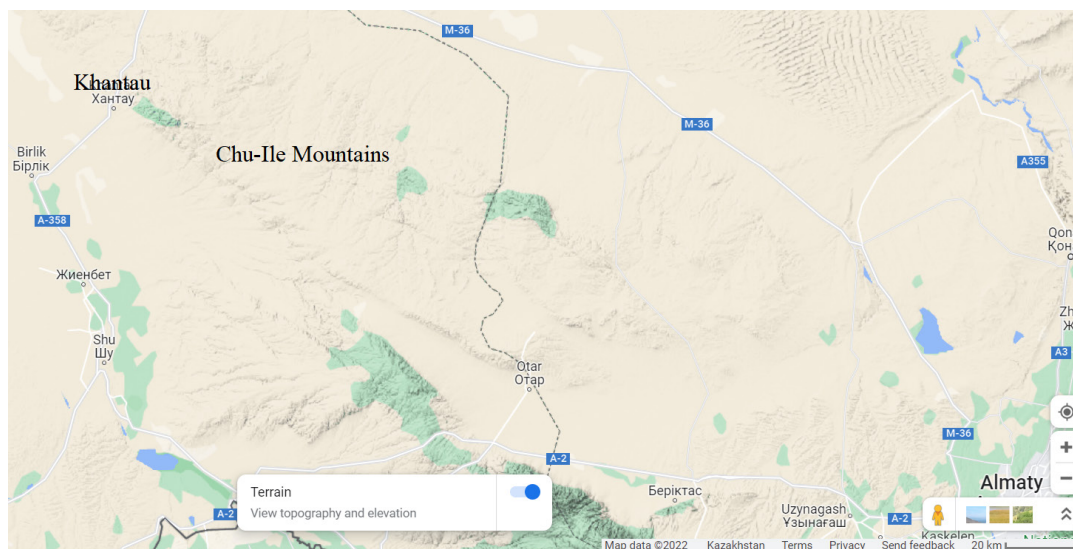 M-36
Khantau
Хантау
M-36
Chu-Ile Mountains
Birlik
Бірлік
A355
A-358
Qon
Қон
Жиенбет
Zh
Ж
Shu
Шу
A3
Otar
Отар
M-36
A-2
Almaty
Terrain
View topography and elevation
A-2
Беріктас
Uzynagash
Ұзынағаш
A-2
Kaskelen
Map data ©2022 Kazakhstan Terms Privacy Send feedback 20 km